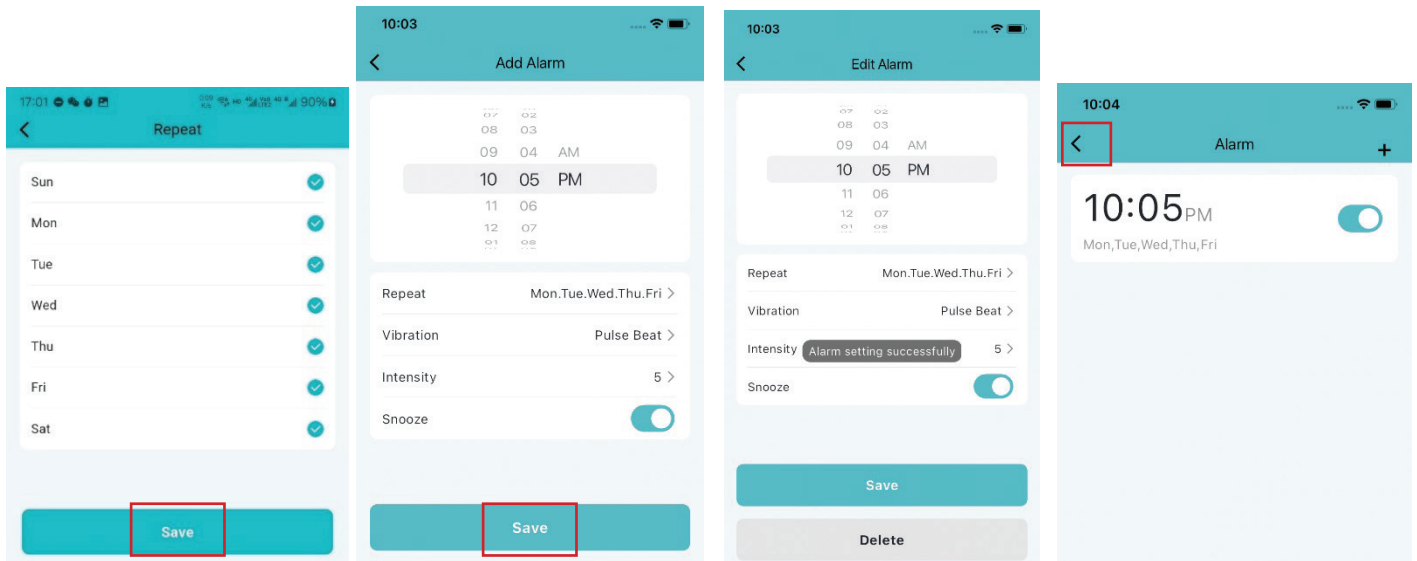 17:01 90%
Repeat
Sun
Mon
Tue
Wed
Thu
Fri
Sat
Save
10:03
Add Alarm
07 02
08 03
09 04 AM
10 05 PM
11 06
12 07
01 08
Repeat Mon.Tue.Wed.Thu.Fri >
Vibration Pulse Beat >
Intensity 5 >
Snooze
Save
10:03
Edit Alarm
07 02
08 03
09 04 AM
10 05 PM
11 06
12 07
01 08
Repeat Mon.Tue.Wed.Thu.Fri >
Vibration Pulse Beat >
Intensity Alarm setting successfully 5 >
Snooze
Save
Delete
10:04
Alarm +
10:05PM
Mon,Tue,Wed,Thu,Fri